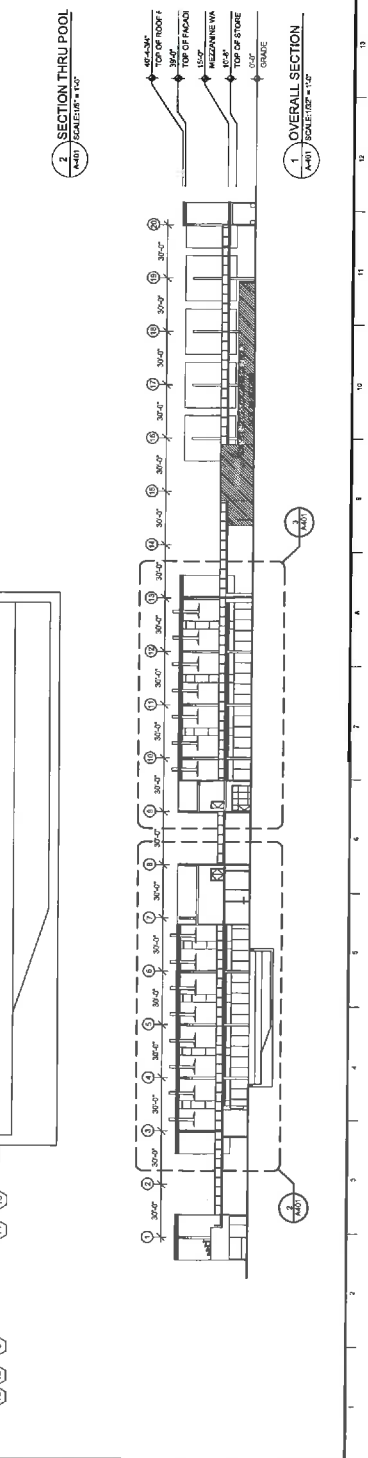 2 SECTION THRU POOL
A-401 SCALE:1/8" = 1'-0"
40'-4-3/4" TOP OF ROOF
39'-0" TOP OF FACAD
15'-0" MEZZANINE WA
10'-8" TOP OF STORE
0'-0" GRADE
1 2 3 4 5 6 7 8 9 10 11 12 13 14 15 16 17 18 19 20
30'-0" 30'-0" 30'-0" 30'-0" 30'-0" 30'-0" 30'-0" 30'-0" 30'-0" 30'-0" 30'-0" 30'-0" 30'-0" 30'-0" 30'-0" 30'-0" 30'-0" 30'-0" 30'-0"
2 A401
3 A401
1 OVERALL SECTION
A-401 SCALE:1/32" = 1'-0"
1 2 3 4 5 6 7 8 9 10 11 12 13